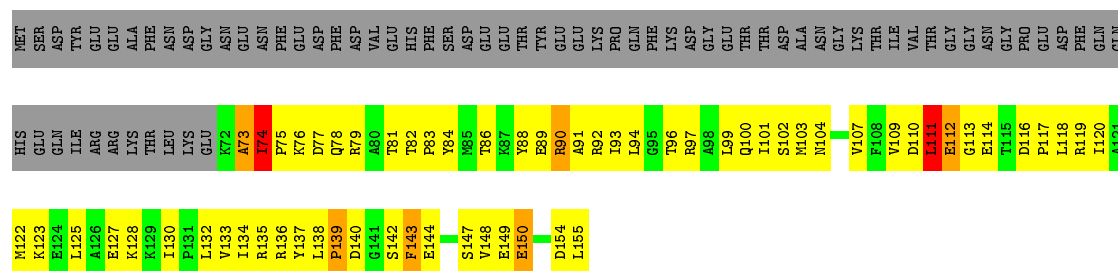 MET SER ASP TYR GLU GLU ALA PHE ASN ASP GLY ASN GLU ASN PHE GLU ASP PHE ASP VAL GLU HIS PHE SER ASP GLU GLU THR TYR GLU GLU LYS PRO GLN PHE LYS ASP GLY GLU THR THR ASP ALA ASN GLY LYS THR ILE VAL THR GLY GLY ASN GLY PRO GLU ASP PHE GLN GLN
HIS GLU GLN ILE ARG ARG LYS THR LEU LYS GLU K72 A73 I74 P75 K76 D77 Q78 R79 A80 T81 T82 P83 Y84 M85 T86 K87 Y88 E89 R90 A91 R92 I93 L94 G95 T96 R97 A98 L99 Q100 I101 S102 M103 N104 V107 F108 V109 D110 L111 E112 G113 E114 T115 D116 P117 L118 R119 I120 A121
M122 K123 E124 L125 A126 E127 K128 K129 I130 P131 L132 V133 I134 R135 R136 Y137 L138 P139 D140 G141 S142 F143 E144 S147 V148 E149 E150 D154 L155